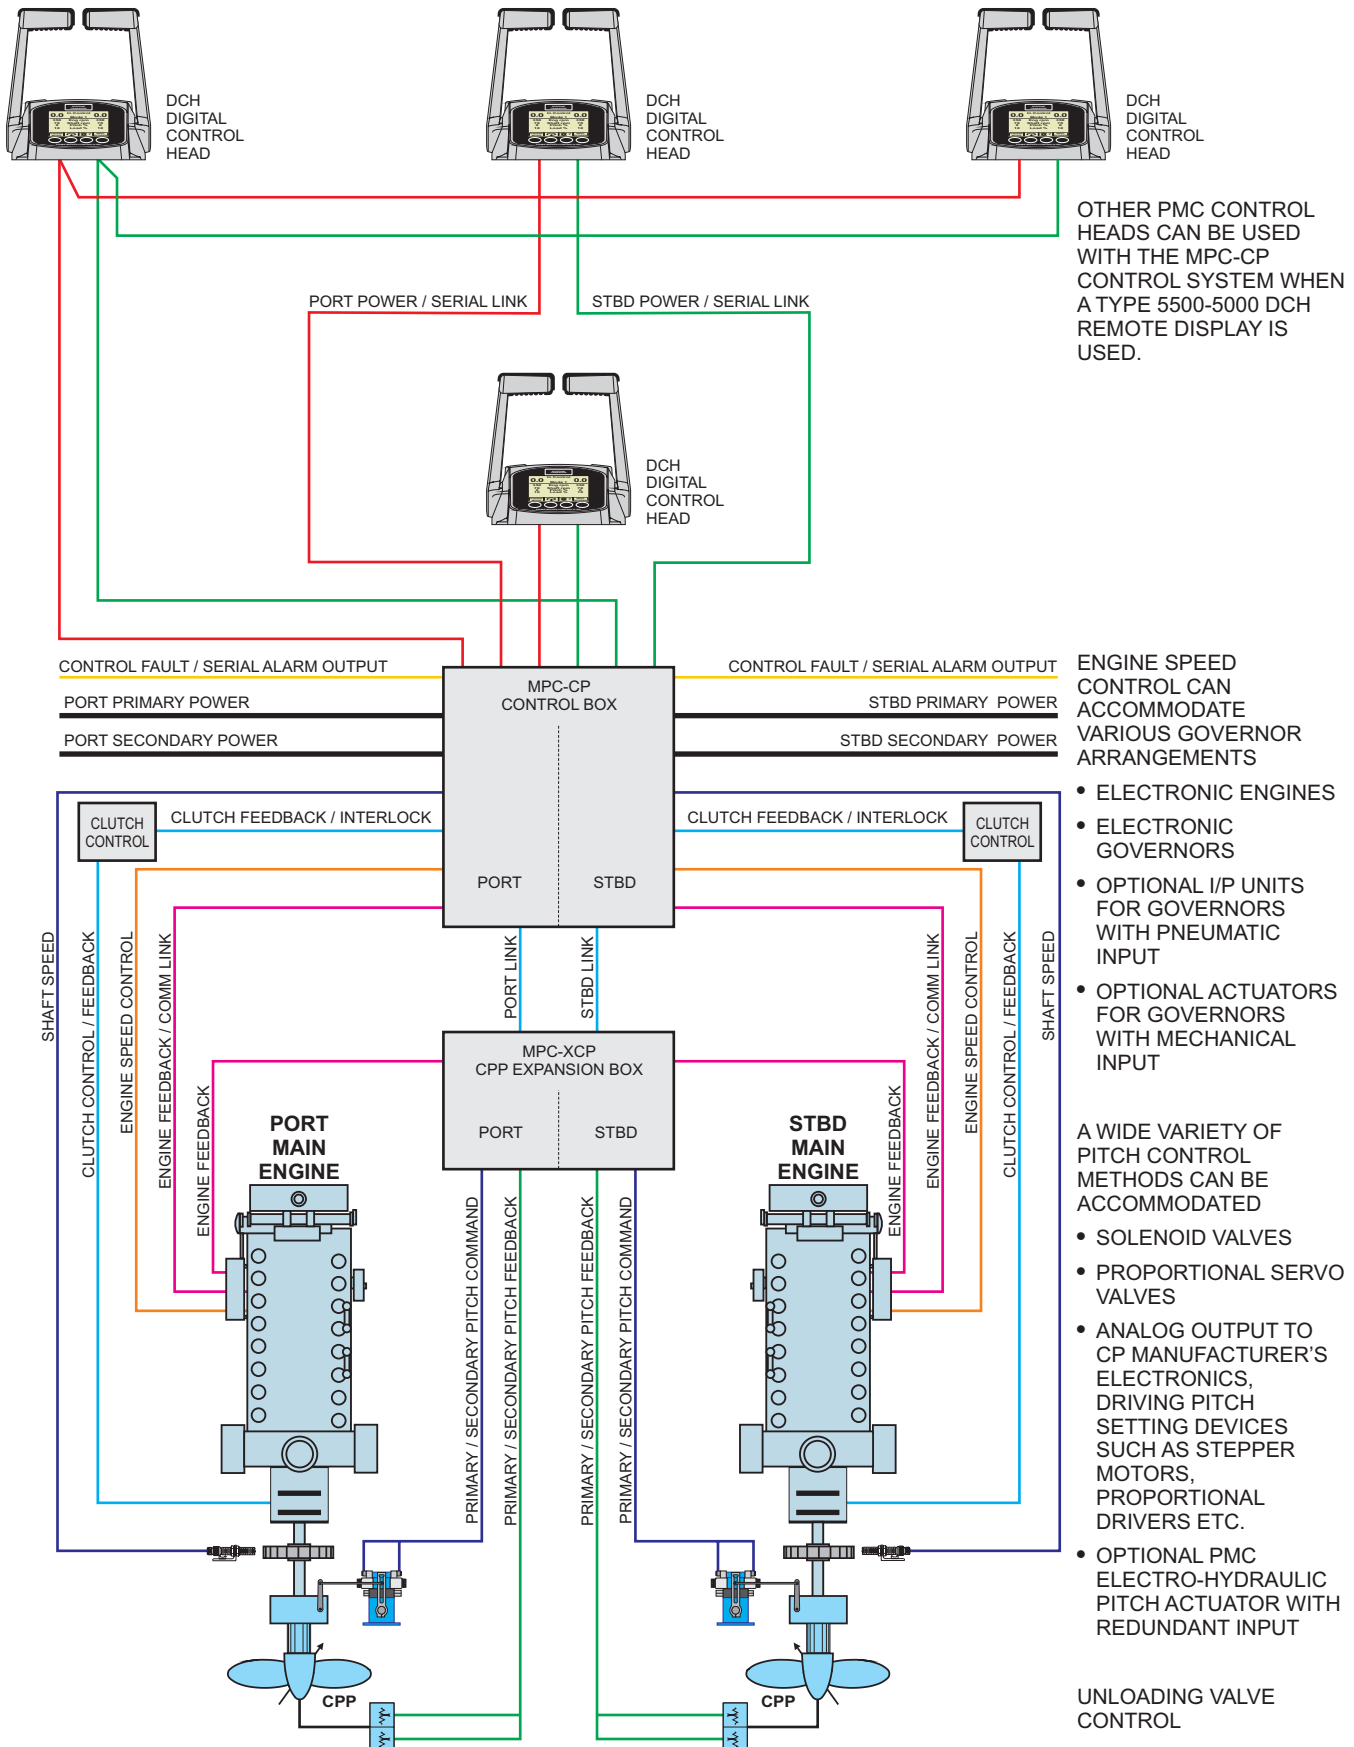 DCH
DIGITAL
CONTROL
HEAD
DCH
DIGITAL
CONTROL
HEAD
DCH
DIGITAL
CONTROL
HEAD
OTHER PMC CONTROL
HEADS CAN BE USED
WITH THE MPC-CP
CONTROL SYSTEM WHEN
A TYPE 5500-5000 DCH
REMOTE DISPLAY IS
USED.
PORT POWER / SERIAL LINK
STBD POWER / SERIAL LINK
DCH
DIGITAL
CONTROL
HEAD
CONTROL FAULT / SERIAL ALARM OUTPUT
PORT PRIMARY POWER
PORT SECONDARY POWER
MPC-CP
CONTROL BOX
PORT
STBD
CONTROL FAULT / SERIAL ALARM OUTPUT
STBD PRIMARY POWER
STBD SECONDARY POWER
CLUTCH
CONTROL
CLUTCH FEEDBACK / INTERLOCK
CLUTCH FEEDBACK / INTERLOCK
CLUTCH
CONTROL
SHAFT SPEED
CLUTCH CONTROL / FEEDBACK
ENGINE SPEED CONTROL
ENGINE FEEDBACK / COMM LINK
ENGINE FEEDBACK
PORT LINK
STBD LINK
ENGINE FEEDBACK
ENGINE FEEDBACK / COMM LINK
ENGINE SPEED CONTROL
CLUTCH CONTROL / FEEDBACK
SHAFT SPEED
MPC-XCP
CPP EXPANSION BOX
PORT
STBD
PORT
MAIN
ENGINE
STBD
MAIN
ENGINE
PRIMARY / SECONDARY PITCH COMMAND
PRIMARY / SECONDARY PITCH FEEDBACK
PRIMARY / SECONDARY PITCH FEEDBACK
PRIMARY / SECONDARY PITCH COMMAND
CPP
CPP
ENGINE SPEED
CONTROL CAN
ACCOMMODATE
VARIOUS GOVERNOR
ARRANGEMENTS
• ELECTRONIC ENGINES
• ELECTRONIC
GOVERNORS
• OPTIONAL I/P UNITS
FOR GOVERNORS
WITH PNEUMATIC
INPUT
• OPTIONAL ACTUATORS
FOR GOVERNORS
WITH MECHANICAL
INPUT
A WIDE VARIETY OF
PITCH CONTROL
METHODS CAN BE
ACCOMMODATED
• SOLENOID VALVES
• PROPORTIONAL SERVO
VALVES
• ANALOG OUTPUT TO
CP MANUFACTURER'S
ELECTRONICS,
DRIVING PITCH
SETTING DEVICES
SUCH AS STEPPER
MOTORS,
PROPORTIONAL
DRIVERS ETC.
• OPTIONAL PMC
ELECTRO-HYDRAULIC
PITCH ACTUATOR WITH
REDUNDANT INPUT
UNLOADING VALVE
CONTROL